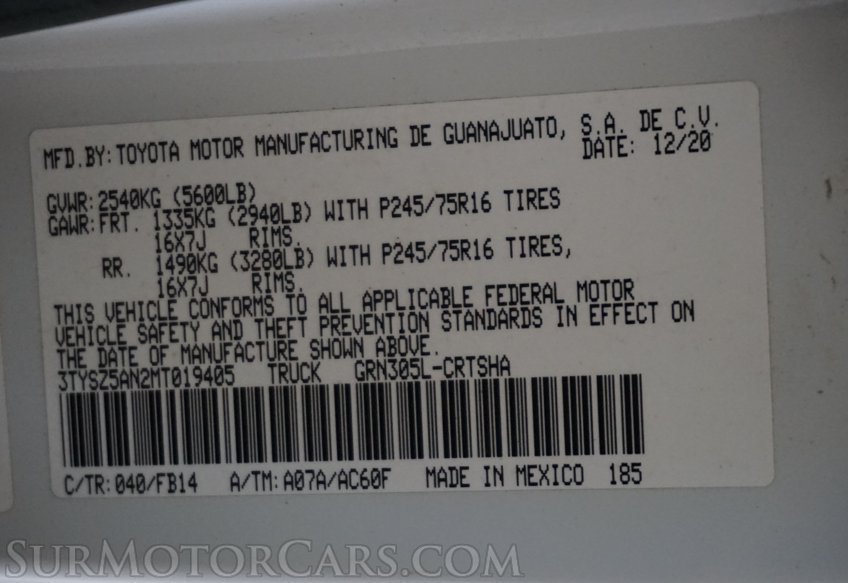 MFD.BY:TOYOTA MOTOR MANUFACTURING DE GUANAJUATO, S.A. DE C.V.
DATE: 12/20
GVWR:2540KG (5600LB)
GAWR:FRT. 1335KG (2940LB) WITH P245/75R16 TIRES
16X7J RIMS.
RR. 1490KG (3280LB) WITH P245/75R16 TIRES,
16X7J RIMS.
THIS VEHICLE CONFORMS TO ALL APPLICABLE FEDERAL MOTOR
VEHICLE SAFETY AND THEFT PREVENTION STANDARDS IN EFFECT ON
THE DATE OF MANUFACTURE SHOWN ABOVE.
3TYSZ5AN2MT019405 TRUCK GRN305L-CRTSHA
C/TR:040/FB14 A/TM:A07A/AC60F MADE IN MEXICO 185
SURMOTORCARS.COM